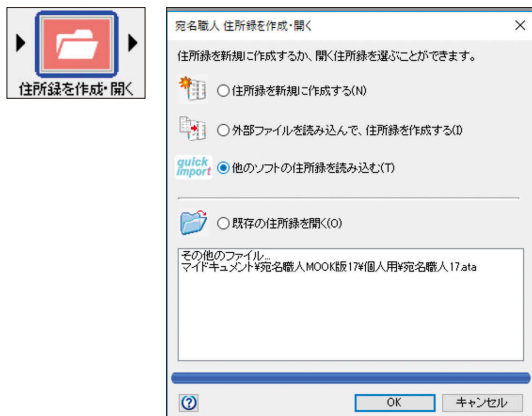 住所録を作成・開く
宛名職人 住所録を作成・開く
住所録を新規に作成するか、開く住所録を選ぶことができます。
住所録を新規に作成する(N)
外部ファイルを読み込んで、住所録を作成する(I)
quick import
他のソフトの住所録を読み込む(T)
既存の住所録を開く(O)
その他のファイル...
マイドキュメント¥宛名職人MOOK版17¥個人用¥宛名職人17.ata
?
OK キャンセル